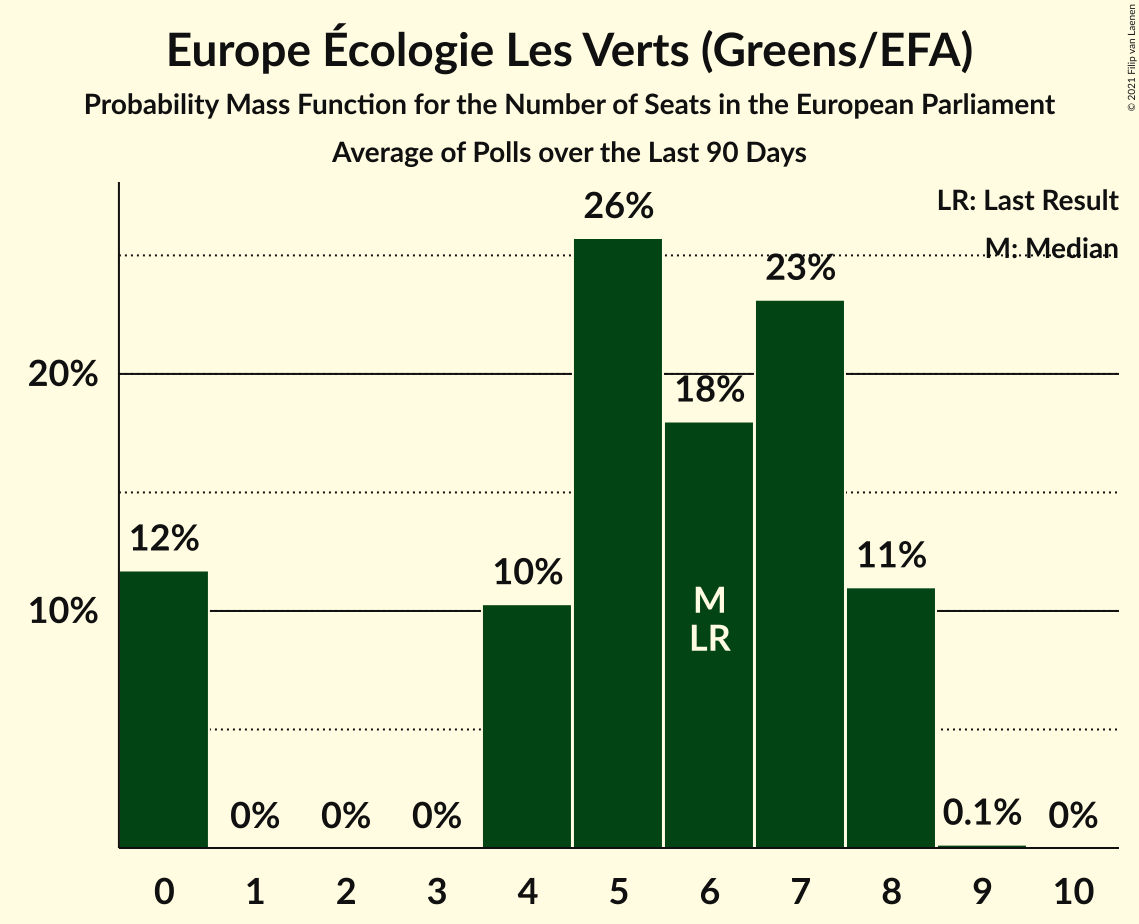 Europe Écologie Les Verts (Greens/EFA)
Probability Mass Function for the Number of Seats in the European Parliament
Average of Polls over the Last 90 Days
© 2021 Filip van Laenen
LR: Last Result
M: Median
26%
23%
20%
18%
12%
11%
10%
10%
M
LR
0%
0%
0%
0.1%
0%
0 1 2 3 4 5 6 7 8 9 10